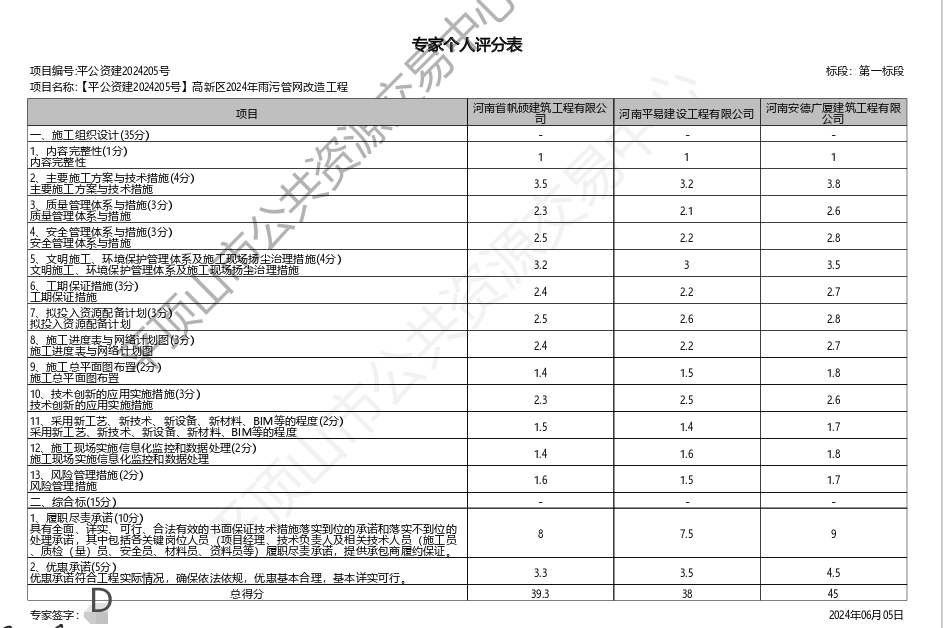 专家个人评分表
项目编号:平公资建2024205号 标段：第一标段
项目名称:【平公资建2024205号】高新区2024年雨污管网改造工程
项目 河南省帆硕建筑工程有限公司 河南平易建设工程有限公司 河南安德广厦建筑工程有限公司
一、施工组织设计(35分) - - -
1、内容完整性(1分)
内容完整性 1 1 1
2、主要施工方案与技术措施(4分)
主要施工方案与技术措施 3.5 3.2 3.8
3、质量管理体系与措施(3分)
质量管理体系与措施 2.3 2.1 2.6
4、安全管理体系与措施(3分)
安全管理体系与措施 2.5 2.2 2.8
5、文明施工、环境保护管理体系及施工现场扬尘治理措施(4分)
文明施工、环境保护管理体系及施工现场扬尘治理措施 3.2 3 3.5
6、工期保证措施(3分)
工期保证措施 2.4 2.2 2.7
7、拟投入资源配备计划(3分)
拟投入资源配备计划 2.5 2.6 2.8
8、施工进度表与网络计划图(3分)
施工进度表与网络计划图 2.4 2.2 2.7
9、施工总平面图布置(2分)
施工总平面图布置 1.4 1.5 1.8
10、技术创新的应用实施措施(3分)
技术创新的应用实施措施 2.3 2.5 2.6
11、采用新工艺、新技术、新设备、新材料、BIM等的程度(2分)
采用新工艺、新技术、新设备、新材料、BIM等的程度 1.5 1.4 1.7
12、施工现场实施信息化监控和数据处理(2分)
施工现场实施信息化监控和数据处理 1.4 1.6 1.8
13、风险管理措施(2分)
风险管理措施 1.6 1.5 1.7
二、综合标(15分) - - -
1、履职尽责承诺(10分)
具有全面、详实、可行、合法有效的书面保证技术措施落实到位的承诺和落实不到位的
处理承诺，其中包括各关键岗位人员（项目经理、技术负责人及相关技术人员（施工员
、质检（量）员、安全员、材料员、资料员等）履职尽责承诺，提供承包商履约保证。 8 7.5 9
2、优惠承诺(5分)
优惠承诺符合工程实际情况，确保依法依规，优惠基本合理，基本详实可行。 3.3 3.5 4.5
总得分 39.3 38 45
专家签字： D 2024年06月05日
平顶山市公共资源交易中心
平顶山市公共资源交易中心